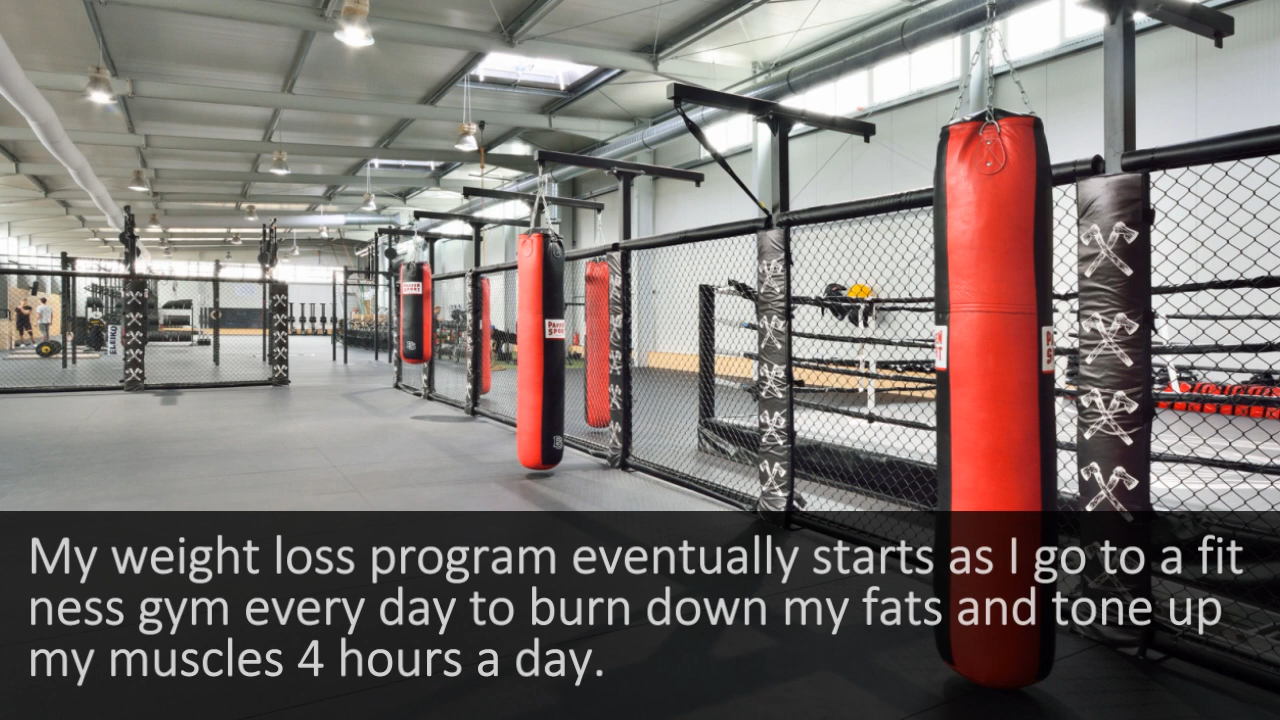 ELEIKO
My weight loss program eventually starts as I go to a fit
ness gym every day to burn down my fats and tone up
my muscles 4 hours a day.